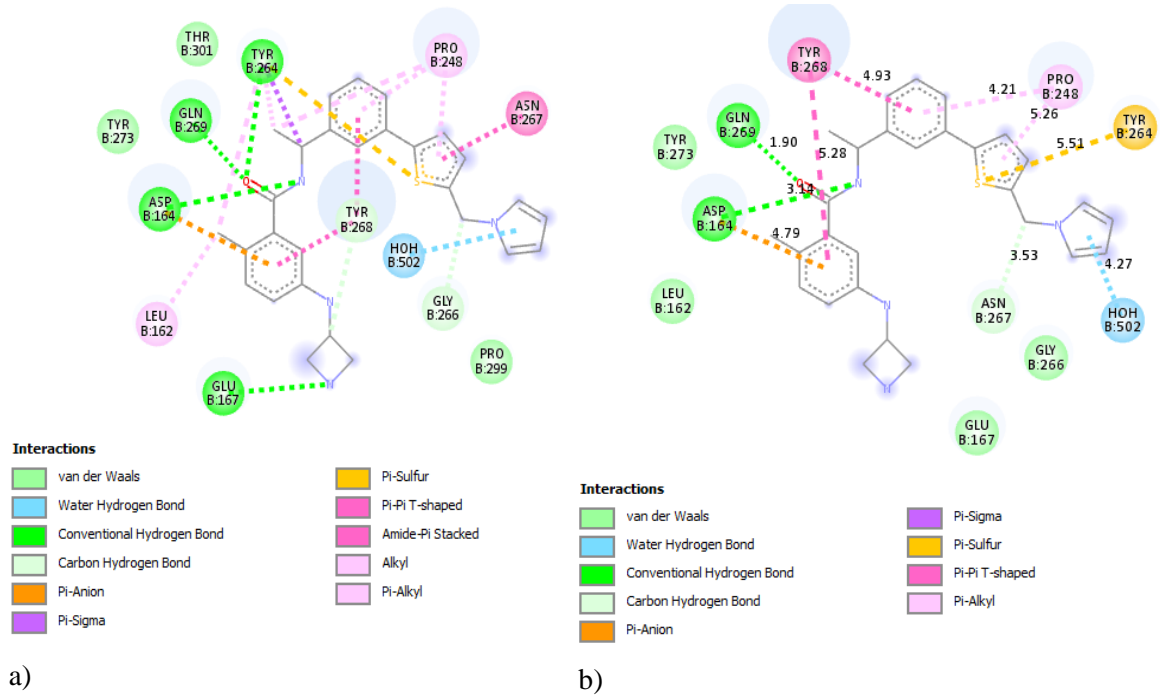 THR
B:301
TYR
B:264
PRO
B:248
GLN
B:269
ASN
B:267
TYR
B:273
O
N
S
ASP
B:164
TYR
B:268
N
HOH
B:502
LEU
B:162
GLY
B:266
N
PRO
B:299
GLU
B:167
N
Interactions
van der Waals
Water Hydrogen Bond
Conventional Hydrogen Bond
Carbon Hydrogen Bond
Pi-Anion
Pi-Sigma
Pi-Sulfur
Pi-Pi T-shaped
Amide-Pi Stacked
Alkyl
Pi-Alkyl
a)
TYR
B:268
4.93
4.21
PRO
B:248
GLN
B:269
5.26
TYR
B:264
1.90
5.51
TYR
B:273
5.28
O
3.14
N
S
ASP
B:164
4.79
N
3.53
4.27
LEU
B:162
N
ASN
B:267
HOH
B:502
GLY
B:266
N
GLU
B:167
Interactions
van der Waals
Water Hydrogen Bond
Conventional Hydrogen Bond
Carbon Hydrogen Bond
Pi-Anion
Pi-Sigma
Pi-Sulfur
Pi-Pi T-shaped
Pi-Alkyl
b)